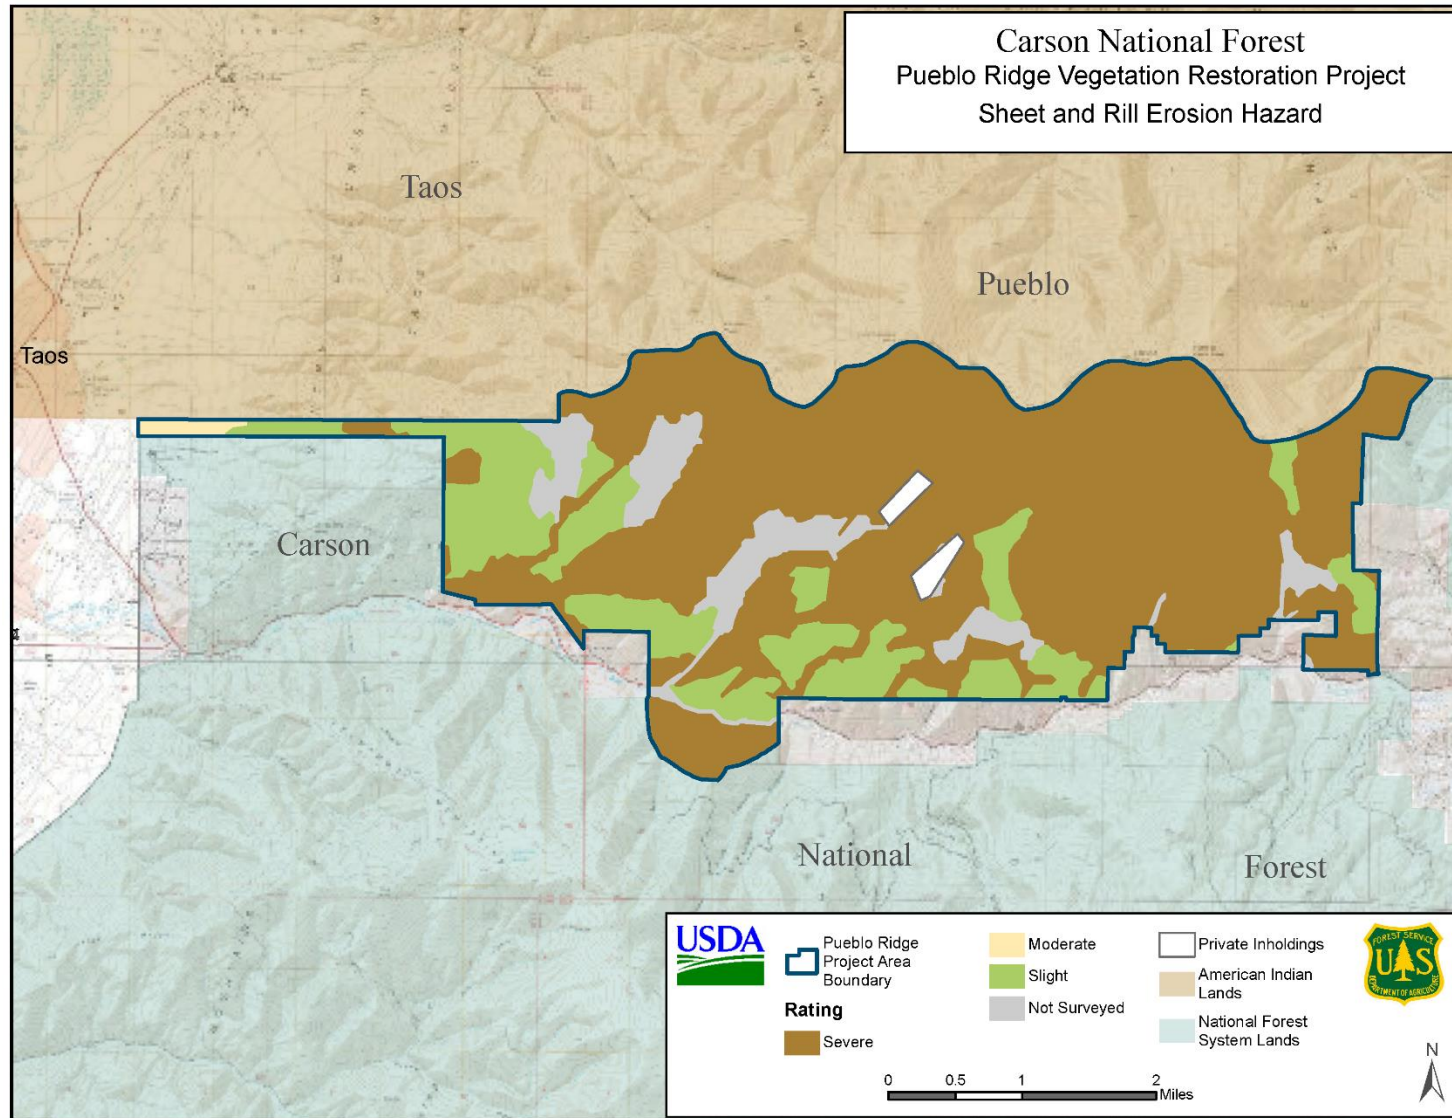 Carson National Forest
Pueblo Ridge Vegetation Restoration Project
Sheet and Rill Erosion Hazard
Taos
Pueblo
Taos
Carson
National
Forest
USDA
Pueblo Ridge
Project Area
Boundary
Rating
Severe
Moderate
Slight
Not Surveyed
Private Inholdings
American Indian
Lands
National Forest
System Lands
FOREST SERVICE
U S
DEPARTMENT OF AGRICULTURE
N
0 0.5 1 2
Miles